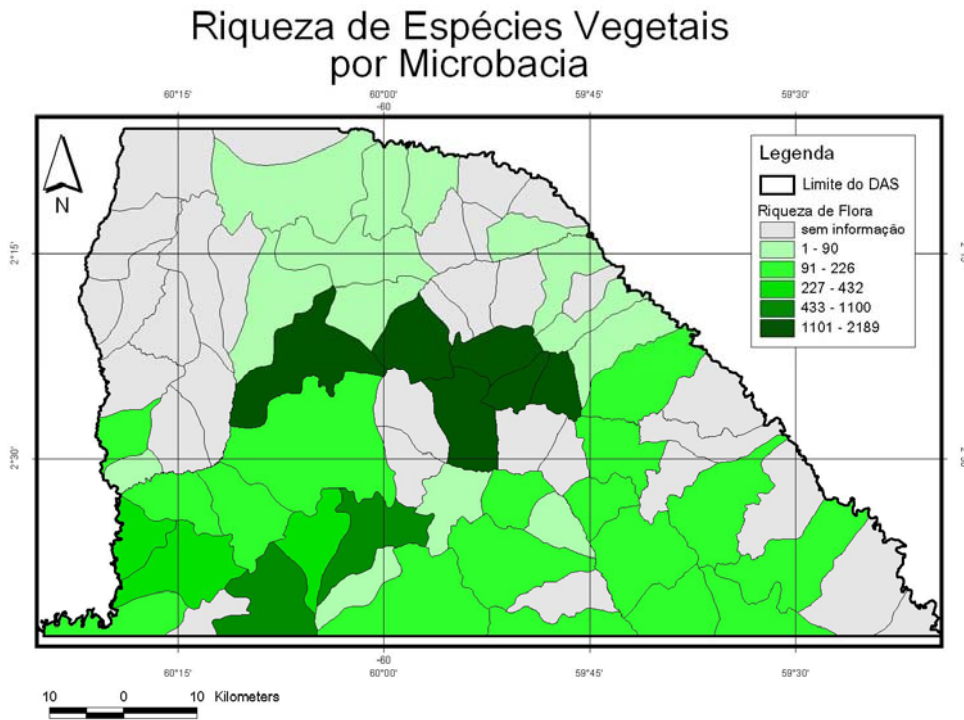 Riqueza de Espécies Vegetais
por Microbacia
60°15' 60°00' 59°45' 59°30'
-60
N
Legenda
Limite do DAS
Riqueza de Flora
sem informação
1 - 90
91 - 226
227 - 432
433 - 1100
1101 - 2189
2°15'
2°30'
-60
60°15' 60°00' 59°45' 59°30'
10 0 10 Kilometers